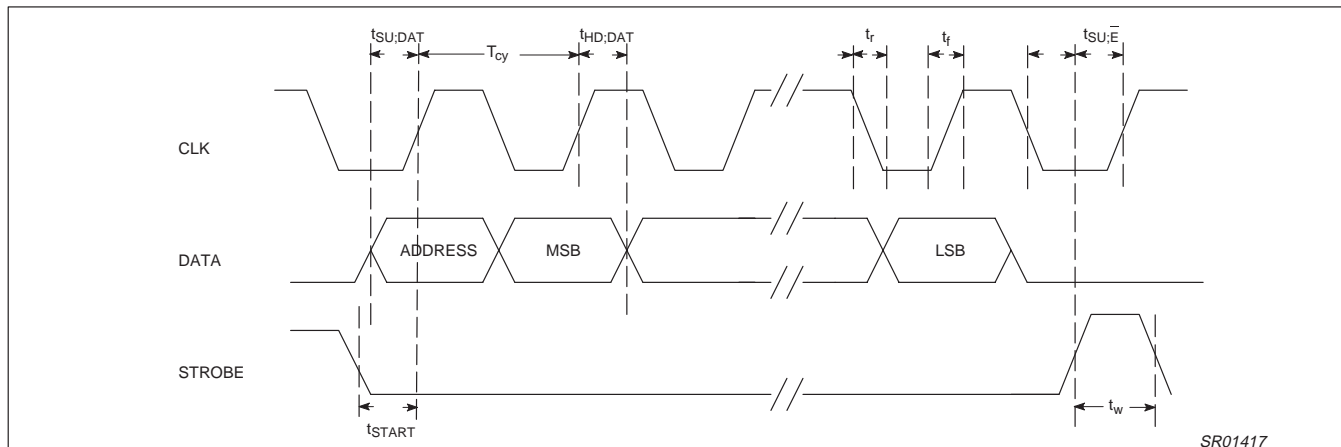 tSU;DAT Tcy tHD;DAT tr tf tSU;E̅
CLK
DATA ADDRESS MSB LSB
STROBE
tSTART tw
SR01417